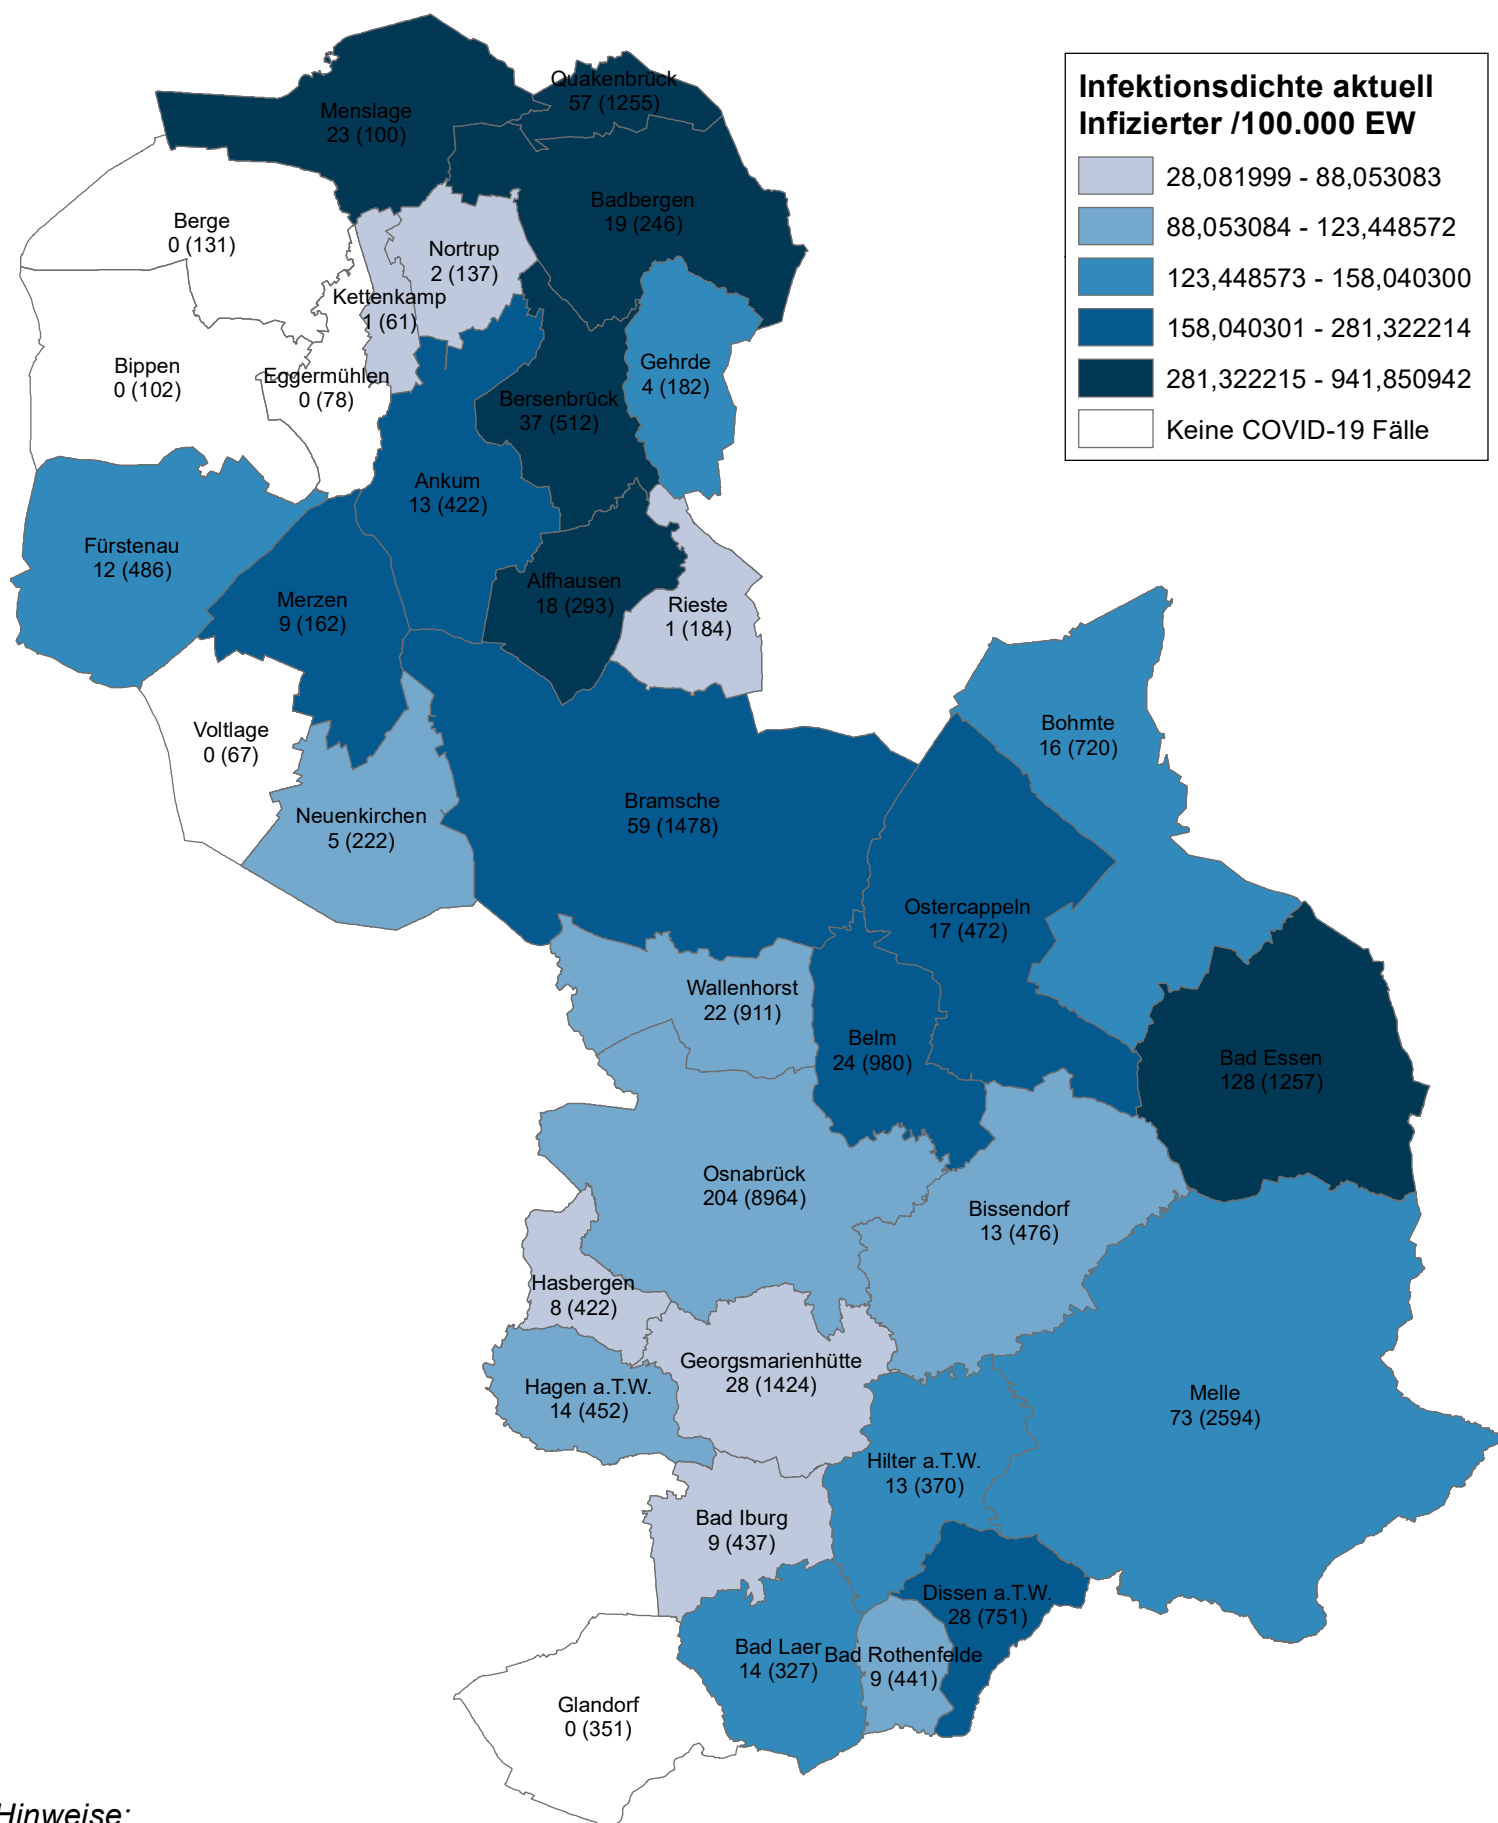 Infektionsdichte aktuell
Infizierter /100.000 EW
28,081999 - 88,053083
88,053084 - 123,448572
123,448573 - 158,040300
158,040301 - 281,322214
281,322215 - 941,850942
Keine COVID-19 Fälle
Quakenbrück
57 (1255)
Menslage
23 (100)
Badbergen
19 (246)
Berge
0 (131)
Nortrup
2 (137)
Kettenkamp
1 (61)
Gehrde
4 (182)
Bippen
0 (102)
Eggermühlen
0 (78)
Bersenbrück
37 (512)
Ankum
13 (422)
Fürstenau
12 (486)
Alfhausen
18 (293)
Merzen
9 (162)
Rieste
1 (184)
Bohmte
16 (720)
Voltlage
0 (67)
Bramsche
59 (1478)
Neuenkirchen
5 (222)
Ostercappeln
17 (472)
Wallenhorst
22 (911)
Belm
24 (980)
Bad Essen
128 (1257)
Osnabrück
204 (8964)
Bissendorf
13 (476)
Hasbergen
8 (422)
Georgsmarienhütte
28 (1424)
Hagen a.T.W.
14 (452)
Melle
73 (2594)
Hilter a.T.W.
13 (370)
Bad Iburg
9 (437)
Dissen a.T.W.
28 (751)
Bad Laer
14 (327)
Bad Rothenfelde
9 (441)
Glandorf
0 (351)
Hinweise: